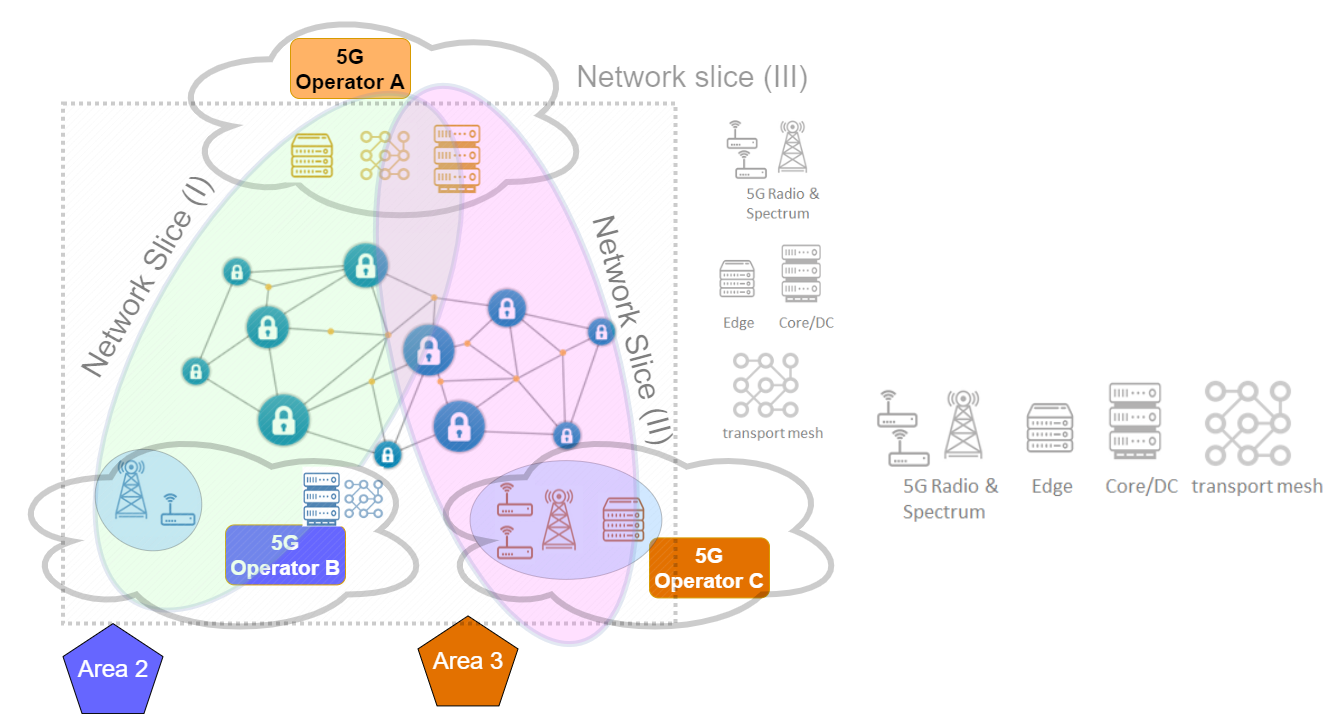 5G
Operator A
Network slice (III)
Network Slice (I)
Network Slice (II)
5G Radio &
Spectrum
Edge
Core/DC
transport mesh
5G Radio &
Spectrum
Edge
Core/DC
transport mesh
5G
Operator B
5G
Operator C
Area 2
Area 3